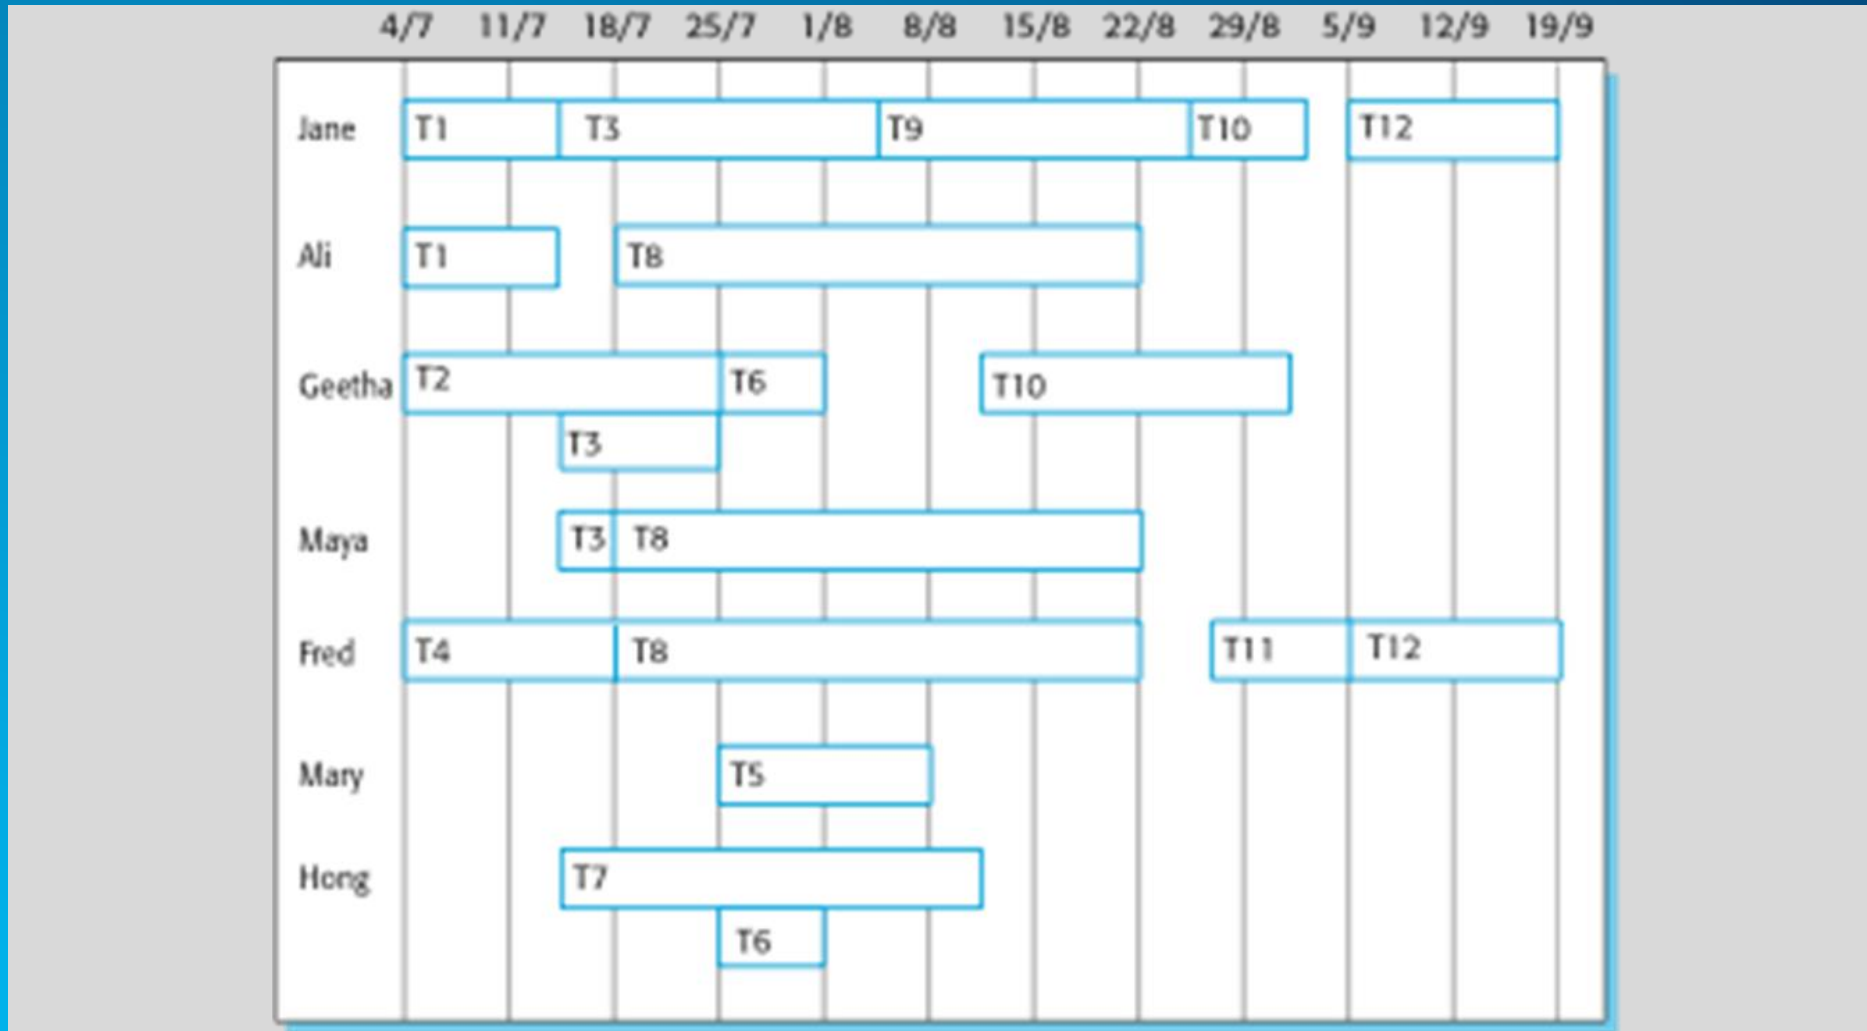 4/7 11/7 18/7 25/7 1/8 8/8 15/8 22/8 29/8 5/9 12/9 19/9
Jane T1 T3 T9 T10 T12
Ali T1 T8
Geetha T2 T6 T10
T3
Maya T3 T8
Fred T4 T8 T11 T12
Mary T5
Hong T7
T6